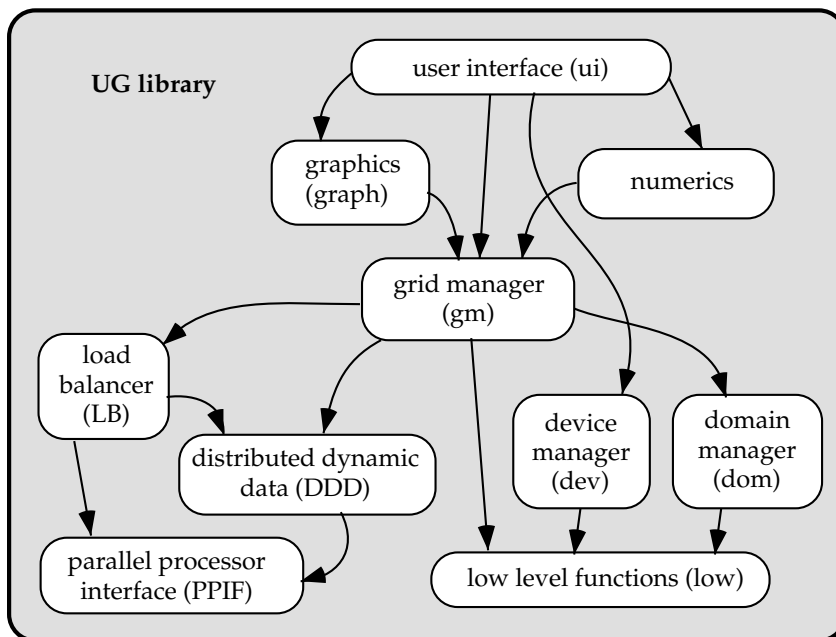 UG library
user interface (ui)
graphics
(graph)
numerics
grid manager
(gm)
load
balancer
(LB)
distributed dynamic
data (DDD)
device
manager
(dev)
domain
manager
(dom)
parallel processor
interface (PPIF)
low level functions (low)